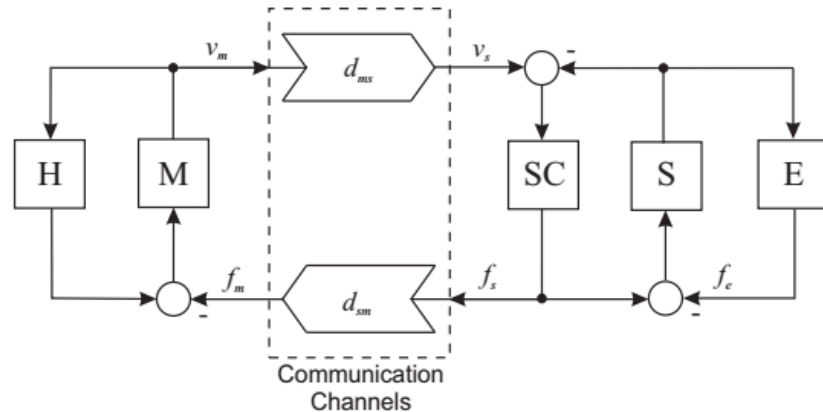 v_m
v_s
-
d_ms
H
M
SC
S
E
f_m
f_s
f_e
-
-
d_sm
Communication
Channels